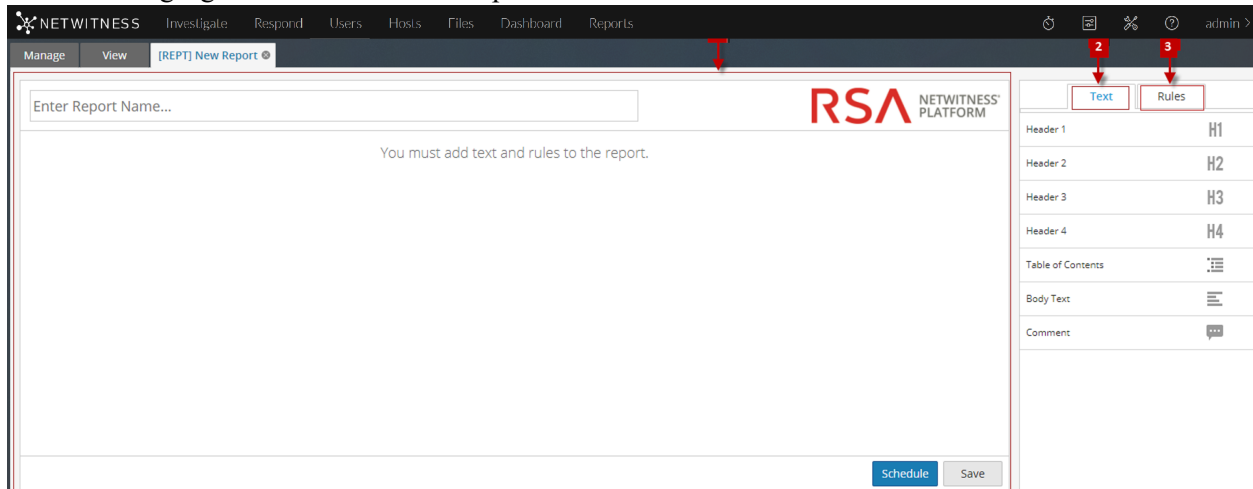 NETWITNESS Investigate Respond Users Hosts Files Dashboard Reports admin >
Manage View [REPT] New Report
2 3
Text Rules
Enter Report Name...
RSA NETWITNESS®
PLATFORM
You must add text and rules to the report.
Header 1 H1
Header 2 H2
Header 3 H3
Header 4 H4
Table of Contents
Body Text
Comment
Schedule Save